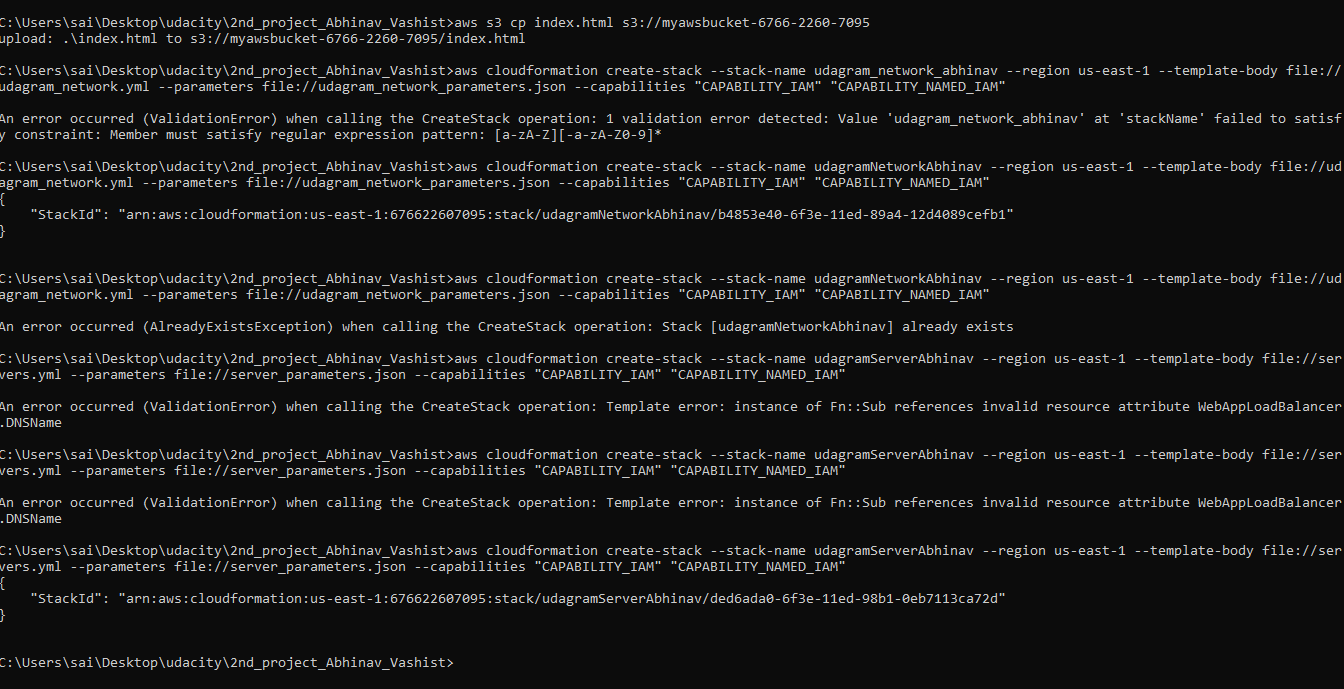 C:\Users\sai\Desktop\udacity\2nd_project_Abhinav_Vashist>aws s3 cp index.html s3://myawsbucket-6766-2260-7095
upload: .\index.html to s3://myawsbucket-6766-2260-7095/index.html
C:\Users\sai\Desktop\udacity\2nd_project_Abhinav_Vashist>aws cloudformation create-stack --stack-name udagram_network_abhinav --region us-east-1 --template-body file://
udagram_network.yml --parameters file://udagram_network_parameters.json --capabilities "CAPABILITY_IAM" "CAPABILITY_NAMED_IAM"
An error occurred (ValidationError) when calling the CreateStack operation: 1 validation error detected: Value 'udagram_network_abhinav' at 'stackName' failed to satisf
y constraint: Member must satisfy regular expression pattern: [a-zA-Z][-a-zA-Z0-9]*
C:\Users\sai\Desktop\udacity\2nd_project_Abhinav_Vashist>aws cloudformation create-stack --stack-name udagramNetworkAbhinav --region us-east-1 --template-body file://ud
agram_network.yml --parameters file://udagram_network_parameters.json --capabilities "CAPABILITY_IAM" "CAPABILITY_NAMED_IAM"
{
    "StackId": "arn:aws:cloudformation:us-east-1:676622607095:stack/udagramNetworkAbhinav/b4853e40-6f3e-11ed-89a4-12d4089cefb1"
}
C:\Users\sai\Desktop\udacity\2nd_project_Abhinav_Vashist>aws cloudformation create-stack --stack-name udagramNetworkAbhinav --region us-east-1 --template-body file://ud
agram_network.yml --parameters file://udagram_network_parameters.json --capabilities "CAPABILITY_IAM" "CAPABILITY_NAMED_IAM"
An error occurred (AlreadyExistsException) when calling the CreateStack operation: Stack [udagramNetworkAbhinav] already exists
C:\Users\sai\Desktop\udacity\2nd_project_Abhinav_Vashist>aws cloudformation create-stack --stack-name udagramServerAbhinav --region us-east-1 --template-body file://ser
vers.yml --parameters file://server_parameters.json --capabilities "CAPABILITY_IAM" "CAPABILITY_NAMED_IAM"
An error occurred (ValidationError) when calling the CreateStack operation: Template error: instance of Fn::Sub references invalid resource attribute WebAppLoadBalancer
.DNSName
C:\Users\sai\Desktop\udacity\2nd_project_Abhinav_Vashist>aws cloudformation create-stack --stack-name udagramServerAbhinav --region us-east-1 --template-body file://ser
vers.yml --parameters file://server_parameters.json --capabilities "CAPABILITY_IAM" "CAPABILITY_NAMED_IAM"
An error occurred (ValidationError) when calling the CreateStack operation: Template error: instance of Fn::Sub references invalid resource attribute WebAppLoadBalancer
.DNSName
C:\Users\sai\Desktop\udacity\2nd_project_Abhinav_Vashist>aws cloudformation create-stack --stack-name udagramServerAbhinav --region us-east-1 --template-body file://ser
vers.yml --parameters file://server_parameters.json --capabilities "CAPABILITY_IAM" "CAPABILITY_NAMED_IAM"
{
    "StackId": "arn:aws:cloudformation:us-east-1:676622607095:stack/udagramServerAbhinav/ded6ada0-6f3e-11ed-98b1-0eb7113ca72d"
}
C:\Users\sai\Desktop\udacity\2nd_project_Abhinav_Vashist>